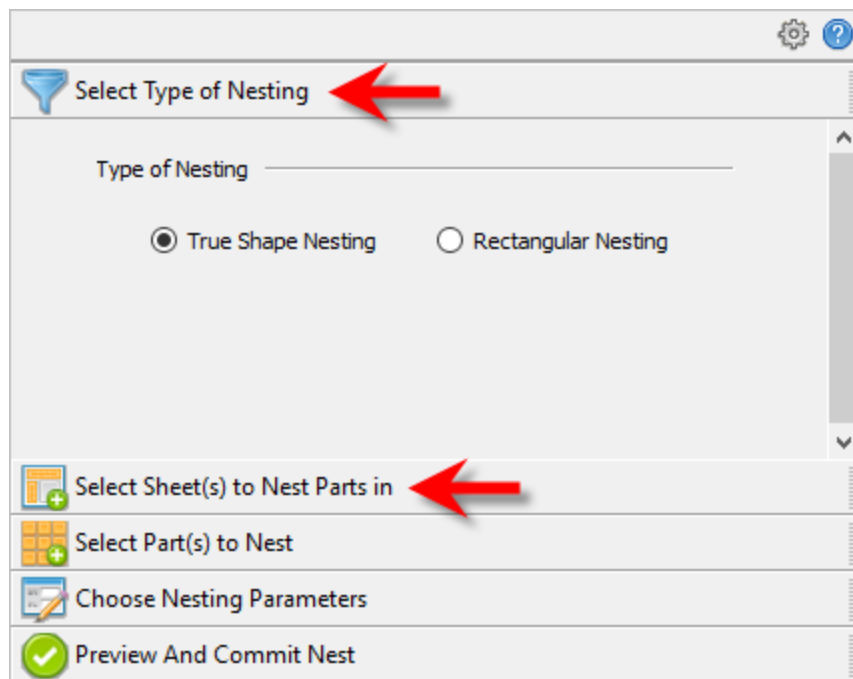 ?
Select Type of Nesting
Type of Nesting
True Shape Nesting Rectangular Nesting
Select Sheet(s) to Nest Parts in
Select Part(s) to Nest
Choose Nesting Parameters
Preview And Commit Nest